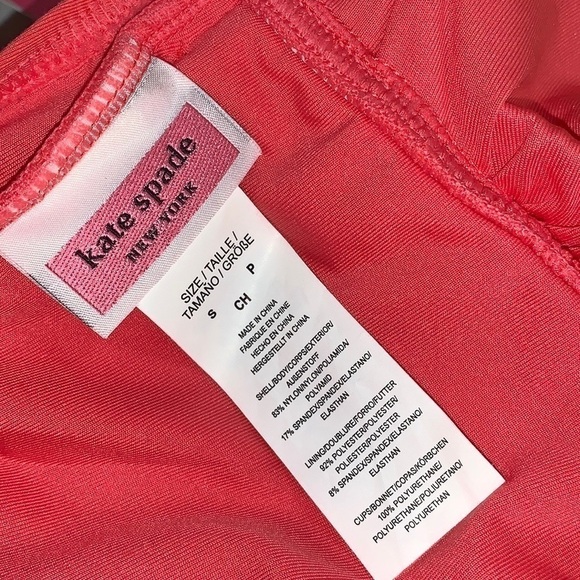 kate spade
NEW YORK
SIZE / TAILLE /
TAMANO / GRÖßE
S CH P
MADE IN CHINA
FABRIQUE EN CHINE
HECHO EN CHINA
HERGESTELLT IN CHINA
SHELL/BODY/CORPS/EXTERIOR/
AUßENSTOFF
83% NYLON/NYLON/POLIAMIDA/
POLYAMID
17% SPANDEX/SPANDEX/ELASTANO/
ELASTHAN
LINING/DOUBLURE/FORRO/FUTTER
92% POLYESTER/POLYESTER/
POLIESTER/POLYESTER
8% SPANDEX/SPANDEX/ELASTANO/
ELASTHAN
CUPS/BONNET/COPAS/KÖRBCHEN
100% POLYURETHANE/
POLYURETHANE/POLIURETANO/
POLYURETHAN